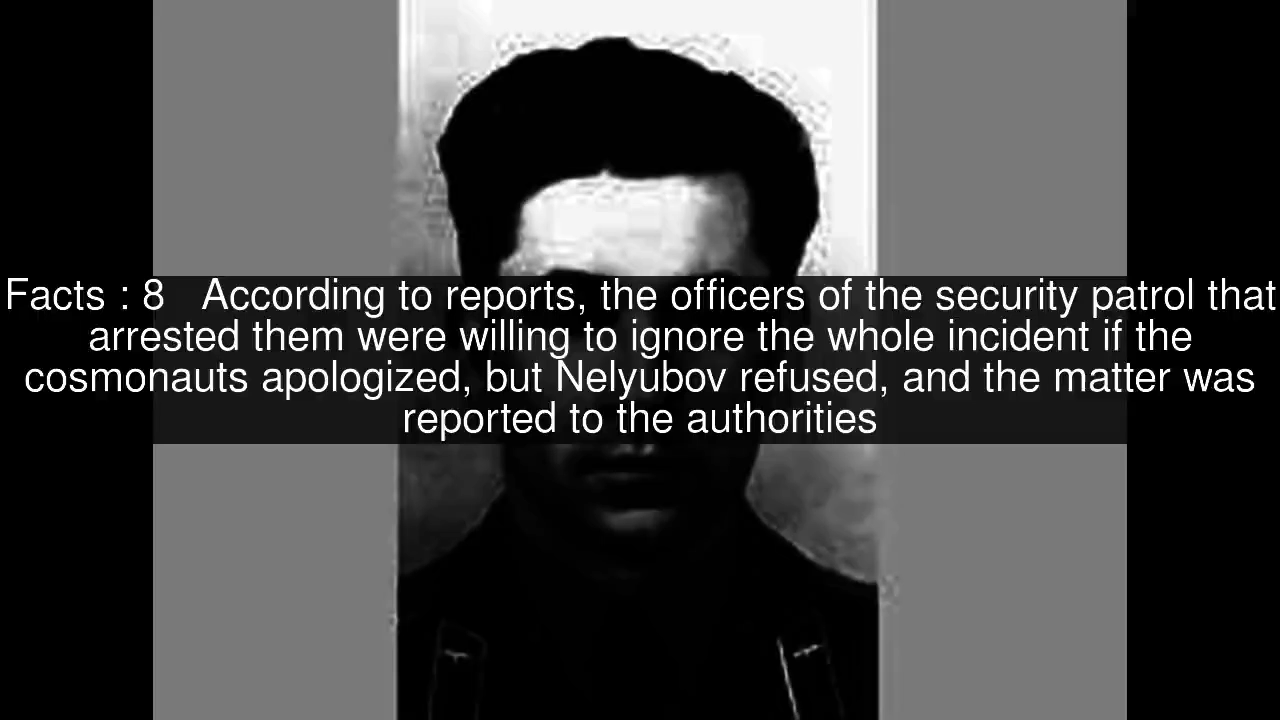 Facts : 8 According to reports, the officers of the security patrol that
arrested them were willing to ignore the whole incident if the
cosmonauts apologized, but Nelyubov refused, and the matter was
reported to the authorities